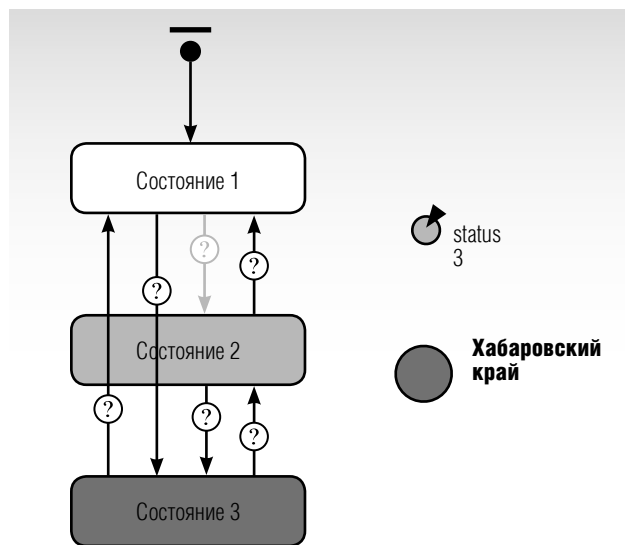 Состояние 1
?
?
?
status
3
?
Состояние 2
Хабаровский
край
?
?
?
Состояние 3